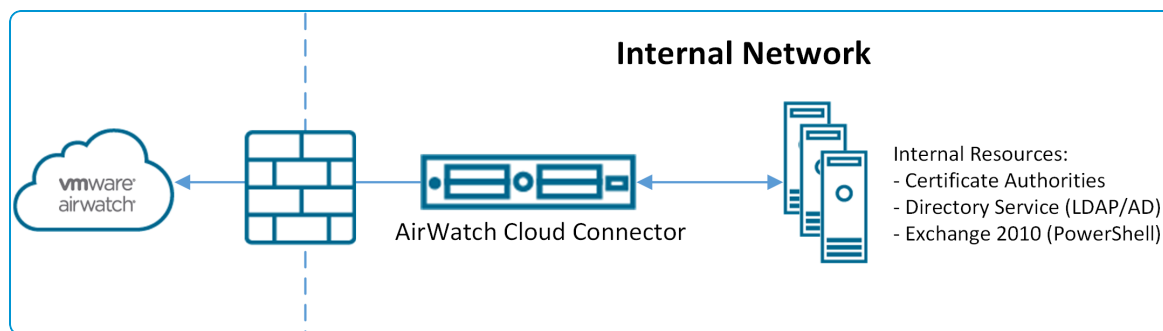 Internal Network
vmware
airwatch
AirWatch Cloud Connector
Internal Resources:
- Certificate Authorities
- Directory Service (LDAP/AD)
- Exchange 2010 (PowerShell)